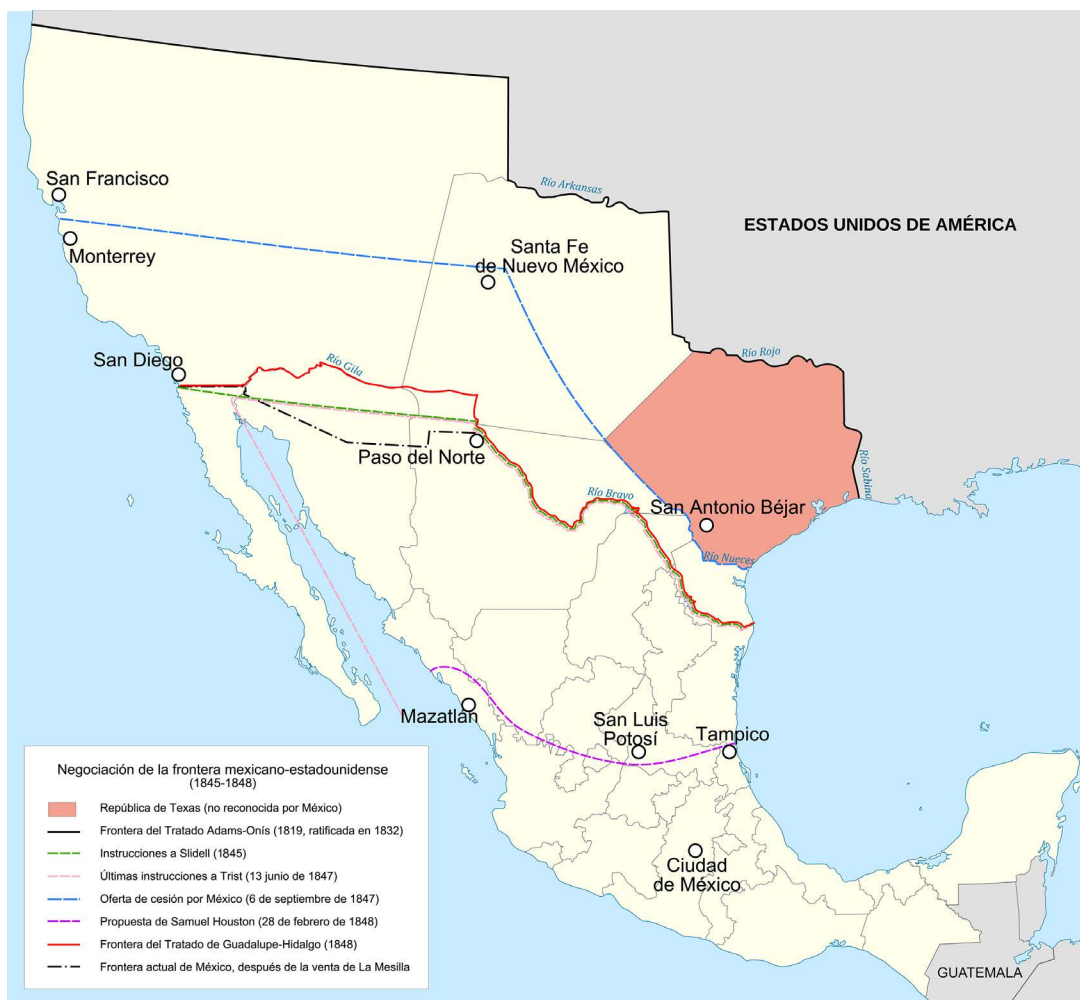 San Francisco
Monterrey
Río Arkansas
ESTADOS UNIDOS DE AMÉRICA
Santa Fe
de Nuevo México
San Diego
Río Gila
Río Rojo
Río Sabina
Paso del Norte
Río Bravo
San Antonio Béjar
Río Nueces
Mazatlán
San Luis
Potosí
Tampico
Ciudad
de México
GUATEMALA
Negociación de la frontera mexicano-estadounidense
(1845-1848)
República de Texas (no reconocida por México)
Frontera del Tratado Adams-Onís (1819, ratificada en 1832)
Instrucciones a Slidell (1845)
Últimas instrucciones a Trist (13 junio de 1847)
Oferta de cesión por México (6 de septiembre de 1847)
Propuesta de Samuel Houston (28 de febrero de 1848)
Frontera del Tratado de Guadalupe-Hidalgo (1848)
Frontera actual de México, después de la venta de La Mesilla